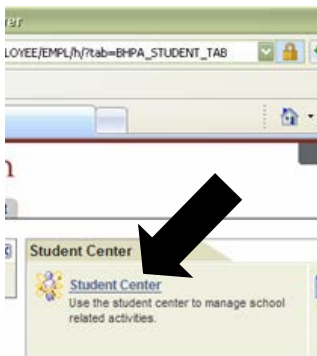 LOYEE/EMPL/h/?tab=BHPA_STUDENT_TAB
Student Center
Student Center
Use the student center to manage school
related activities.